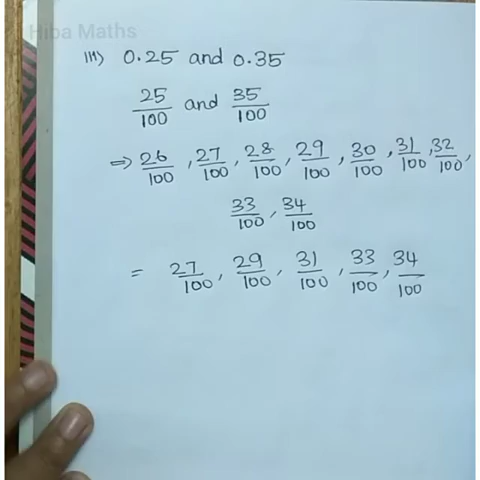 Hiba Maths
iii) 0.25 and 0.35
25/100 and 35/100
⇒ 26/100, 27/100, 28/100, 29/100, 30/100, 31/100, 32/100,
33/100, 34/100
= 27/100, 29/100, 31/100, 33/100, 34/100